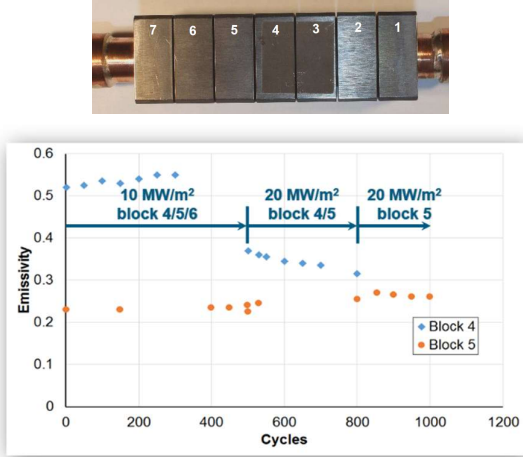 7 6 5 4 3 2 1
0.6
0.5
0.4
0.3
0.2
0.1
0
Emissivity
10 MW/m²
block 4/5/6
20 MW/m²
block 4/5
20 MW/m²
block 5
Block 4
Block 5
0 200 400 600 800 1000 1200
Cycles